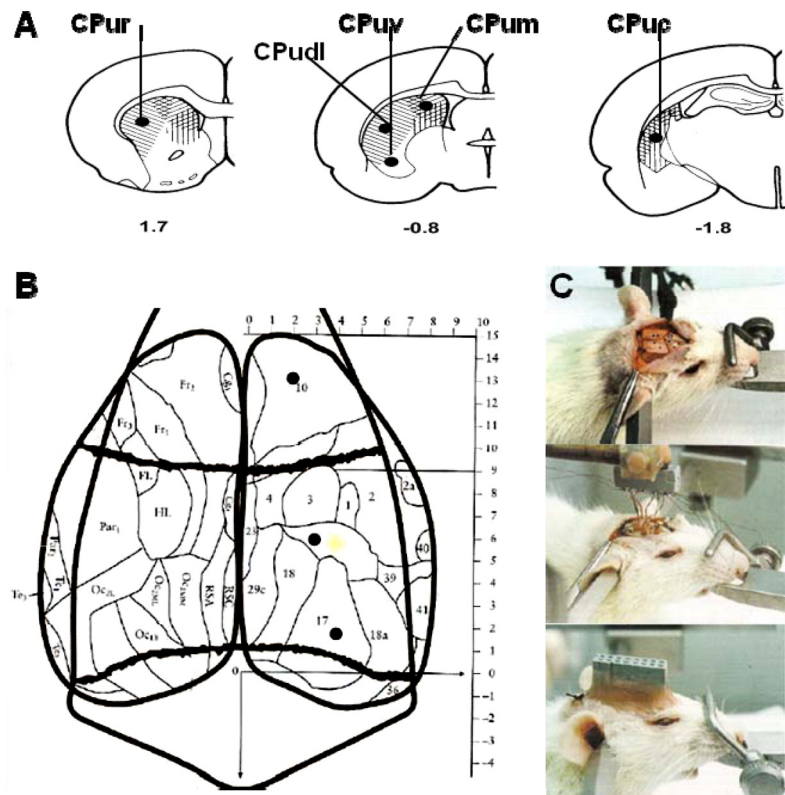 A
CPur
CPuv
CPum
CPuc
CPudl
1.7
-0.8
-1.8
B
C
0 1 2 3 4 5 6 7 8 9 10
15
14
13
12
11
10
9
8
7
6
5
4
3
2
1
0
-1
-2
-3
-4
Fr₂
10
Fr₃
Fr₁
FL
HL
4
3
1
2
2a
Par₁
23
40
Te₃
Oc₂L
RSA
29c
18
39
41
17
18a
36
0